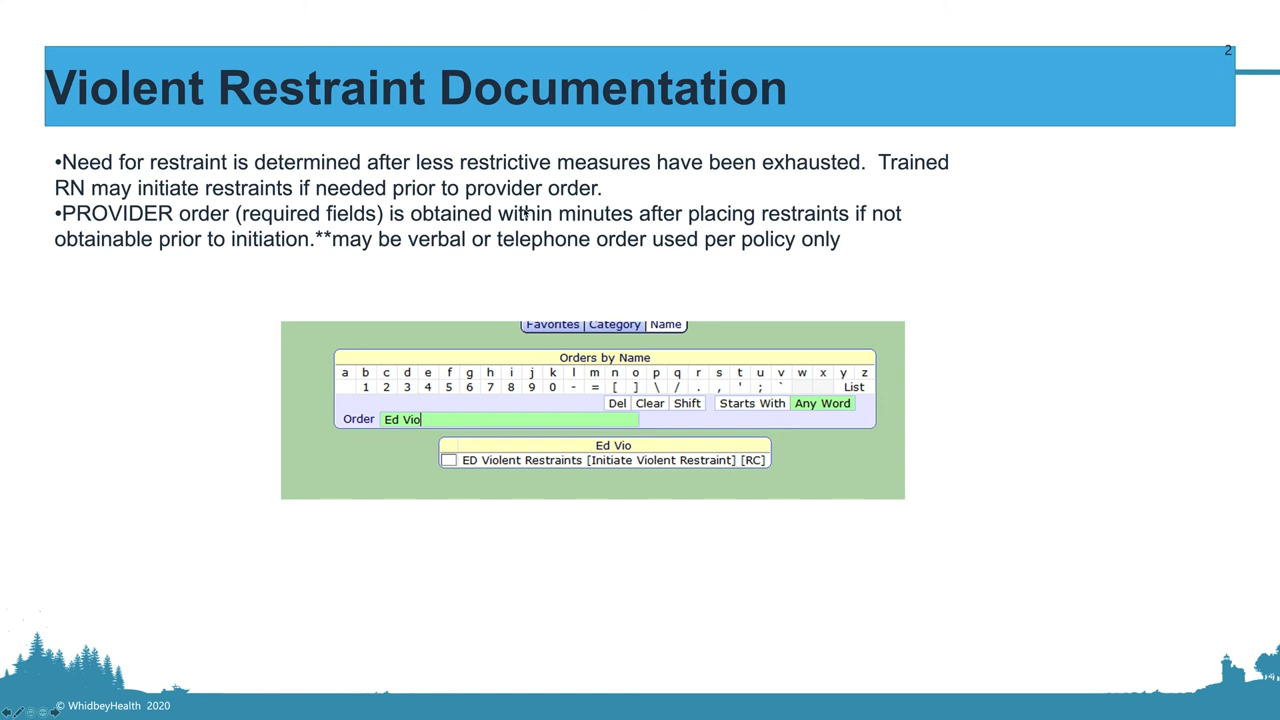 2
Violent Restraint Documentation
•Need for restraint is determined after less restrictive measures have been exhausted.  Trained
RN may initiate restraints if needed prior to provider order.
•PROVIDER order (required fields) is obtained within minutes after placing restraints if not
obtainable prior to initiation.**may be verbal or telephone order used per policy only
Favorites Category Name
Orders by Name
a b c d e f g h i j k l m n o p q r s t u v w x y z
1 2 3 4 5 6 7 8 9 0 - = [ ] \ / . , ' ; ` List
Del Clear Shift Starts With Any Word
Order Ed Vio
Ed Vio
ED Violent Restraints [Initiate Violent Restraint] [RC]
© WhidbeyHealth 2020